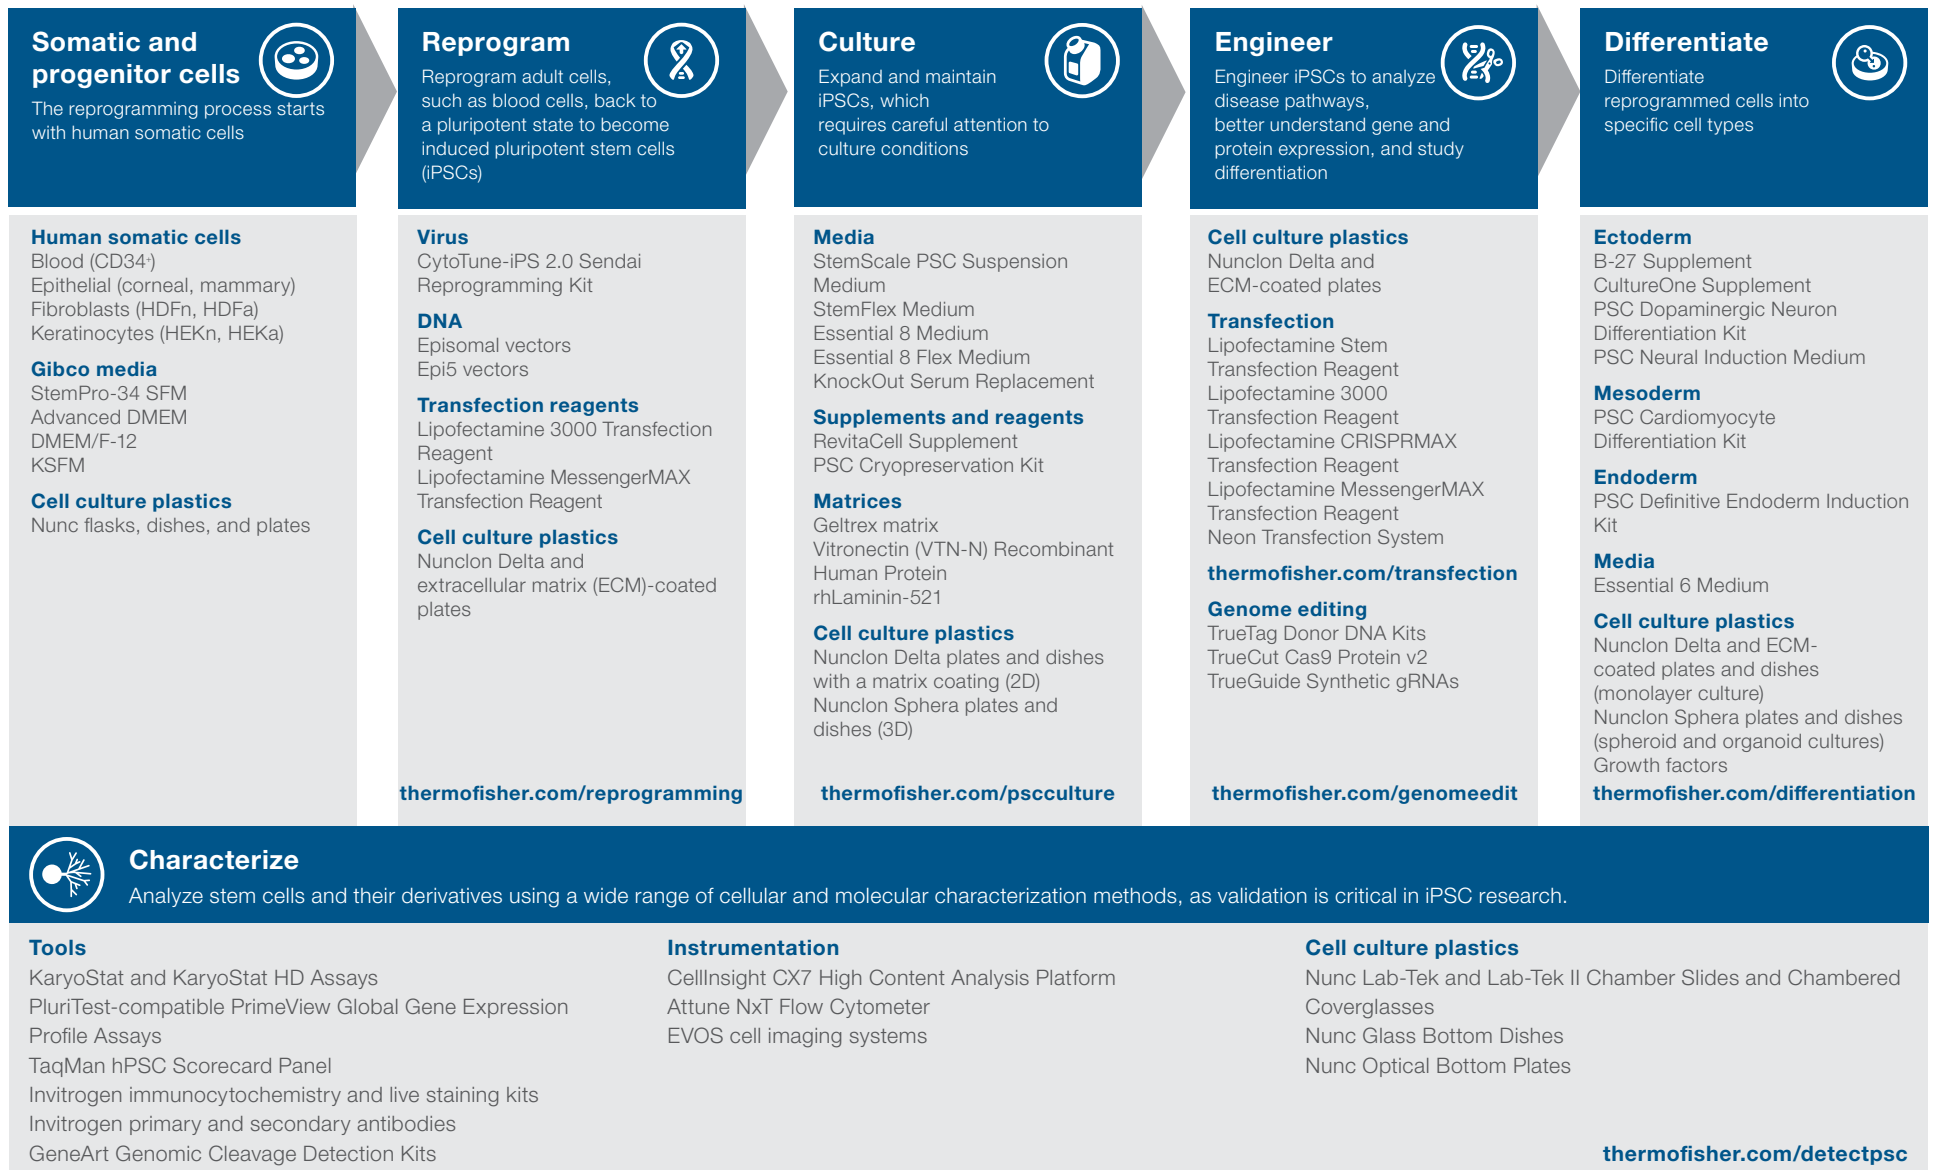 Somatic and
progenitor cells
The reprogramming process starts
with human somatic cells
Human somatic cells
Blood (CD34+)
Epithelial (corneal, mammary)
Fibroblasts (HDFn, HDFa)
Keratinocytes (HEKn, HEKa)
Gibco media
StemPro-34 SFM
Advanced DMEM
DMEM/F-12
KSFM
Cell culture plastics
Nunc flasks, dishes, and plates
Reprogram
Reprogram adult cells,
such as blood cells, back to
a pluripotent state to become
induced pluripotent stem cells
(iPSCs)
Virus
CytoTune-iPS 2.0 Sendai
Reprogramming Kit
DNA
Episomal vectors
Epi5 vectors
Transfection reagents
Lipofectamine 3000 Transfection
Reagent
Lipofectamine MessengerMAX
Transfection Reagent
Cell culture plastics
Nunclon Delta and
extracellular matrix (ECM)-coated
plates
thermofisher.com/reprogramming
Culture
Expand and maintain
iPSCs, which
requires careful attention to
culture conditions
Media
StemScale PSC Suspension
Medium
StemFlex Medium
Essential 8 Medium
Essential 8 Flex Medium
KnockOut Serum Replacement
Supplements and reagents
RevitaCell Supplement
PSC Cryopreservation Kit
Matrices
Geltrex matrix
Vitronectin (VTN-N) Recombinant
Human Protein
rhLaminin-521
Cell culture plastics
Nunclon Delta plates and dishes
with a matrix coating (2D)
Nunclon Sphera plates and
dishes (3D)
thermofisher.com/pscculture
Engineer
Engineer iPSCs to analyze
disease pathways,
better understand gene and
protein expression, and study
differentiation
Cell culture plastics
Nunclon Delta and
ECM-coated plates
Transfection
Lipofectamine Stem
Transfection Reagent
Lipofectamine 3000
Transfection Reagent
Lipofectamine CRISPRMAX
Transfection Reagent
Lipofectamine MessengerMAX
Transfection Reagent
Neon Transfection System
thermofisher.com/transfection
Genome editing
TrueTag Donor DNA Kits
TrueCut Cas9 Protein v2
TrueGuide Synthetic gRNAs
thermofisher.com/genomeedit
Differentiate
Differentiate
reprogrammed cells into
specific cell types
Ectoderm
B-27 Supplement
CultureOne Supplement
PSC Dopaminergic Neuron
Differentiation Kit
PSC Neural Induction Medium
Mesoderm
PSC Cardiomyocyte
Differentiation Kit
Endoderm
PSC Definitive Endoderm Induction
Kit
Media
Essential 6 Medium
Cell culture plastics
Nunclon Delta and ECM-
coated plates and dishes
(monolayer culture)
Nunclon Sphera plates and dishes
(spheroid and organoid cultures)
Growth factors
thermofisher.com/differentiation
Characterize
Analyze stem cells and their derivatives using a wide range of cellular and molecular characterization methods, as validation is critical in iPSC research.
Tools
KaryoStat and KaryoStat HD Assays
PluriTest-compatible PrimeView Global Gene Expression
Profile Assays
TaqMan hPSC Scorecard Panel
Invitrogen immunocytochemistry and live staining kits
Invitrogen primary and secondary antibodies
GeneArt Genomic Cleavage Detection Kits
Instrumentation
CellInsight CX7 High Content Analysis Platform
Attune NxT Flow Cytometer
EVOS cell imaging systems
Cell culture plastics
Nunc Lab-Tek and Lab-Tek II Chamber Slides and Chambered
Coverglasses
Nunc Glass Bottom Dishes
Nunc Optical Bottom Plates
thermofisher.com/detectpsc